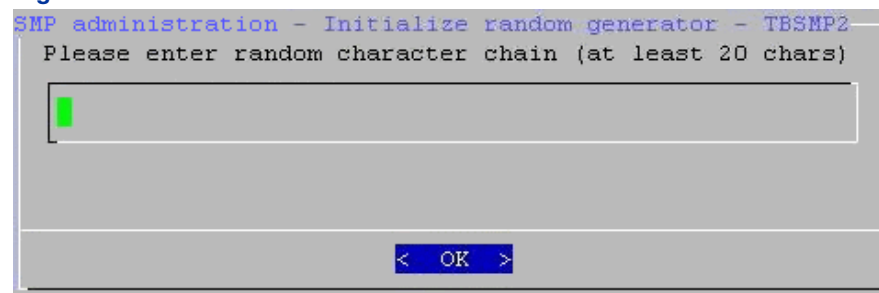 SMP administration - Initialize random generator - TBSMP2
Please enter random character chain (at least 20 chars)
< OK >